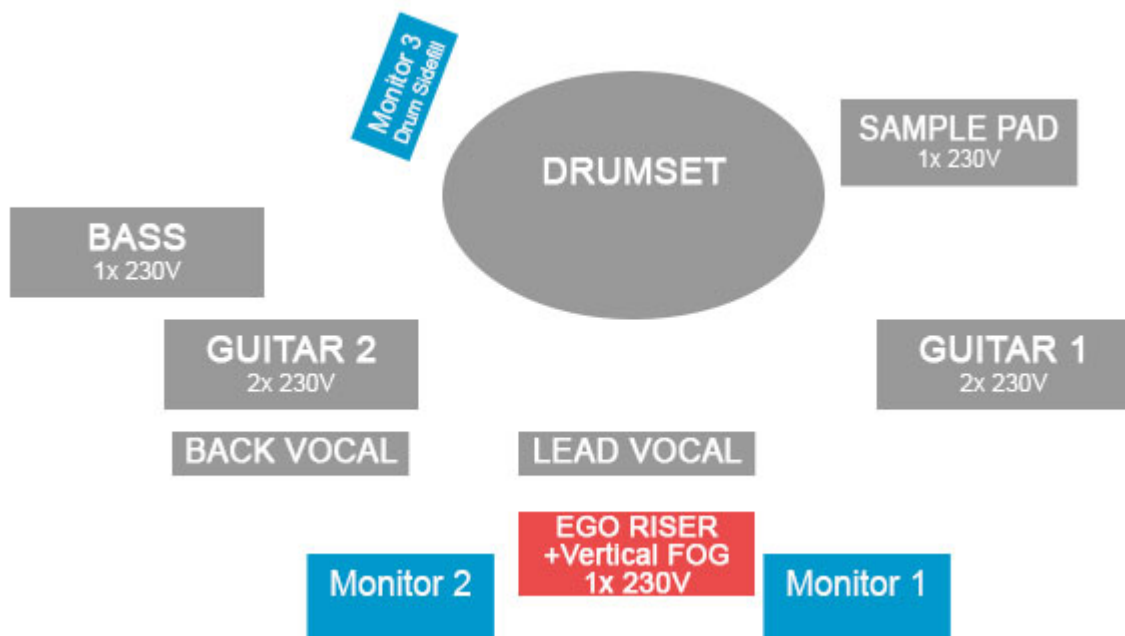 Monitor 3
Drum Sidefill
DRUMSET
SAMPLE PAD
1x 230V
BASS
1x 230V
GUITAR 2
2x 230V
GUITAR 1
2x 230V
BACK VOCAL
LEAD VOCAL
EGO RISER
+Vertical FOG
1x 230V
Monitor 2
Monitor 1